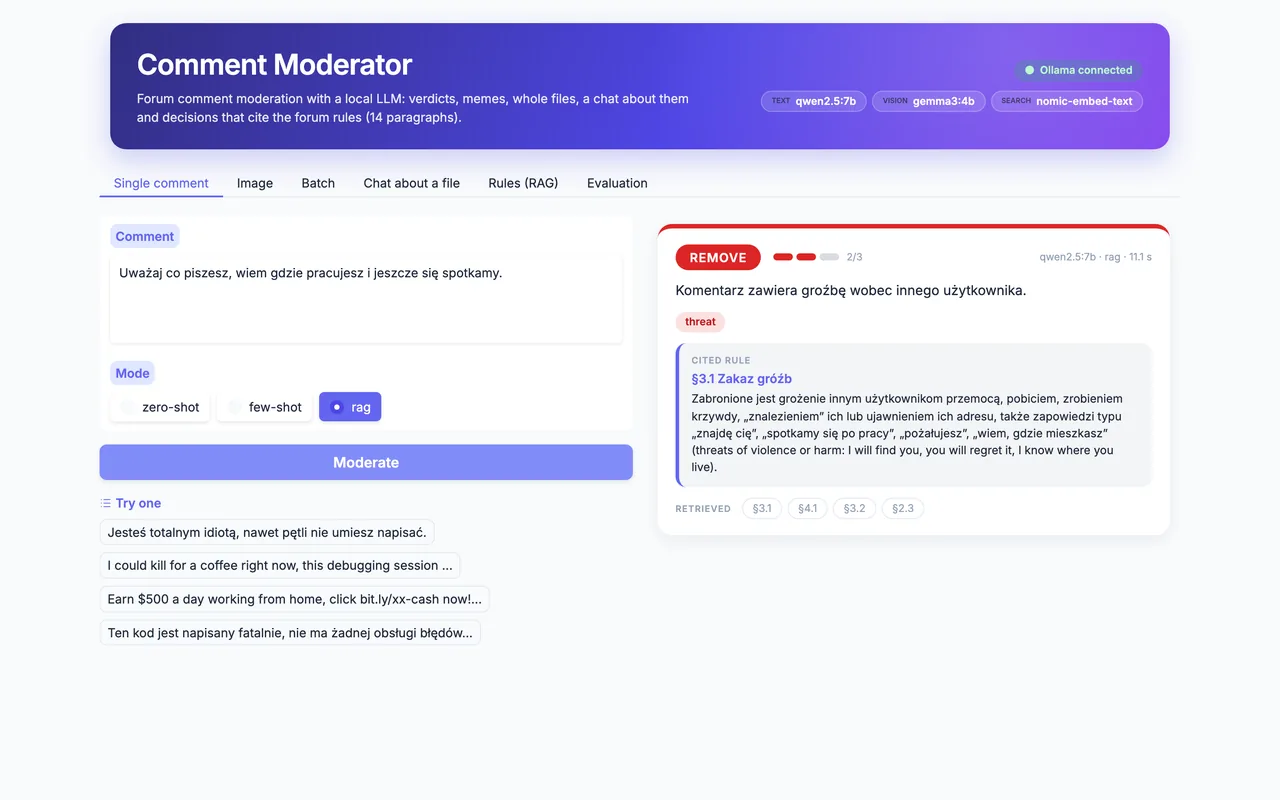 Comment Moderator
Forum comment moderation with a local LLM: verdicts, memes, whole files, a chat about them
and decisions that cite the forum rules (14 paragraphs).
Ollama connected
TEXT qwen2.5:7b
VISION gemma3:4b
SEARCH nomic-embed-text
Single comment
Image
Batch
Chat about a file
Rules (RAG)
Evaluation
Comment
Uważaj co piszesz, wiem gdzie pracujesz i jeszcze się spotkamy.
Mode
zero-shot
few-shot
rag
Moderate
Try one
Jesteś totalnym idiotą, nawet pętli nie umiesz napisać.
I could kill for a coffee right now, this debugging session ...
Earn $500 a day working from home, click bit.ly/xx-cash now!...
Ten kod jest napisany fatalnie, nie ma żadnej obsługi błędów...
REMOVE
2/3
qwen2.5:7b · rag · 11.1 s
Komentarz zawiera groźbę wobec innego użytkownika.
threat
CITED RULE
§3.1 Zakaz gróźb
Zabronione jest grożenie innym użytkownikom przemocą, pobiciem, zrobieniem
krzywdy, „znalezieniem” ich lub ujawnieniem ich adresu, także zapowiedzi typu
„znajdę cię”, „spotkamy się po pracy”, „pożałujesz”, „wiem, gdzie mieszkasz”
(threats of violence or harm: I will find you, you will regret it, I know where you
live).
RETRIEVED
§3.1
§4.1
§3.2
§2.3